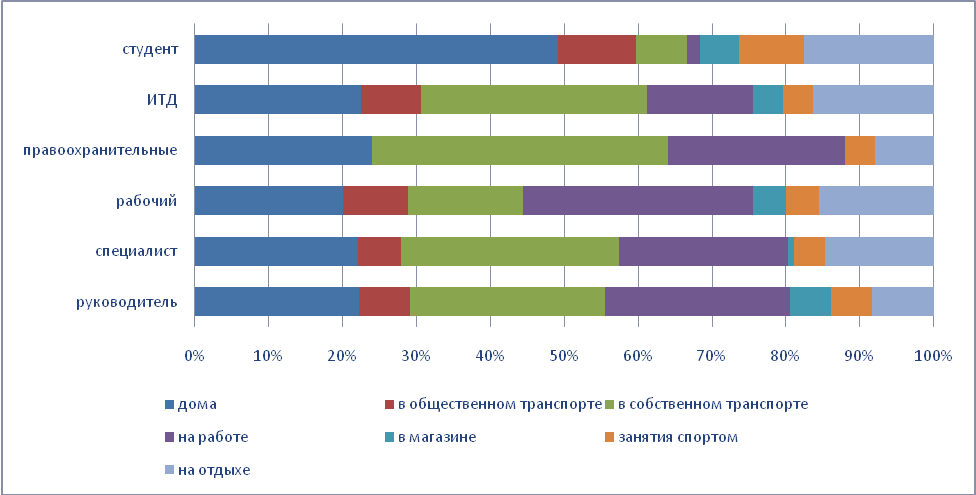 студент
ИТД
правоохранительные
рабочий
специалист
руководитель
0% 10% 20% 30% 40% 50% 60% 70% 80% 90% 100%
дома в общественном транспорте в собственном транспорте
на работе в магазине занятия спортом
на отдыхе